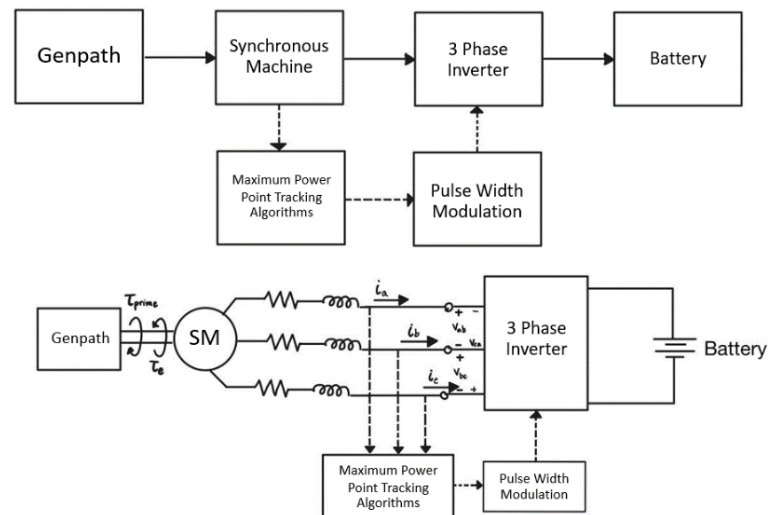 Genpath
Synchronous
Machine
3 Phase
Inverter
Battery
Maximum Power
Point Tracking
Algorithms
Pulse Width
Modulation
τprime
Genpath
τe
SM
ia
ib
ic
+ -
Vab
- Vca
+
Vbc
- +
3 Phase
Inverter
Battery
Maximum Power
Point Tracking
Algorithms
Pulse Width
Modulation